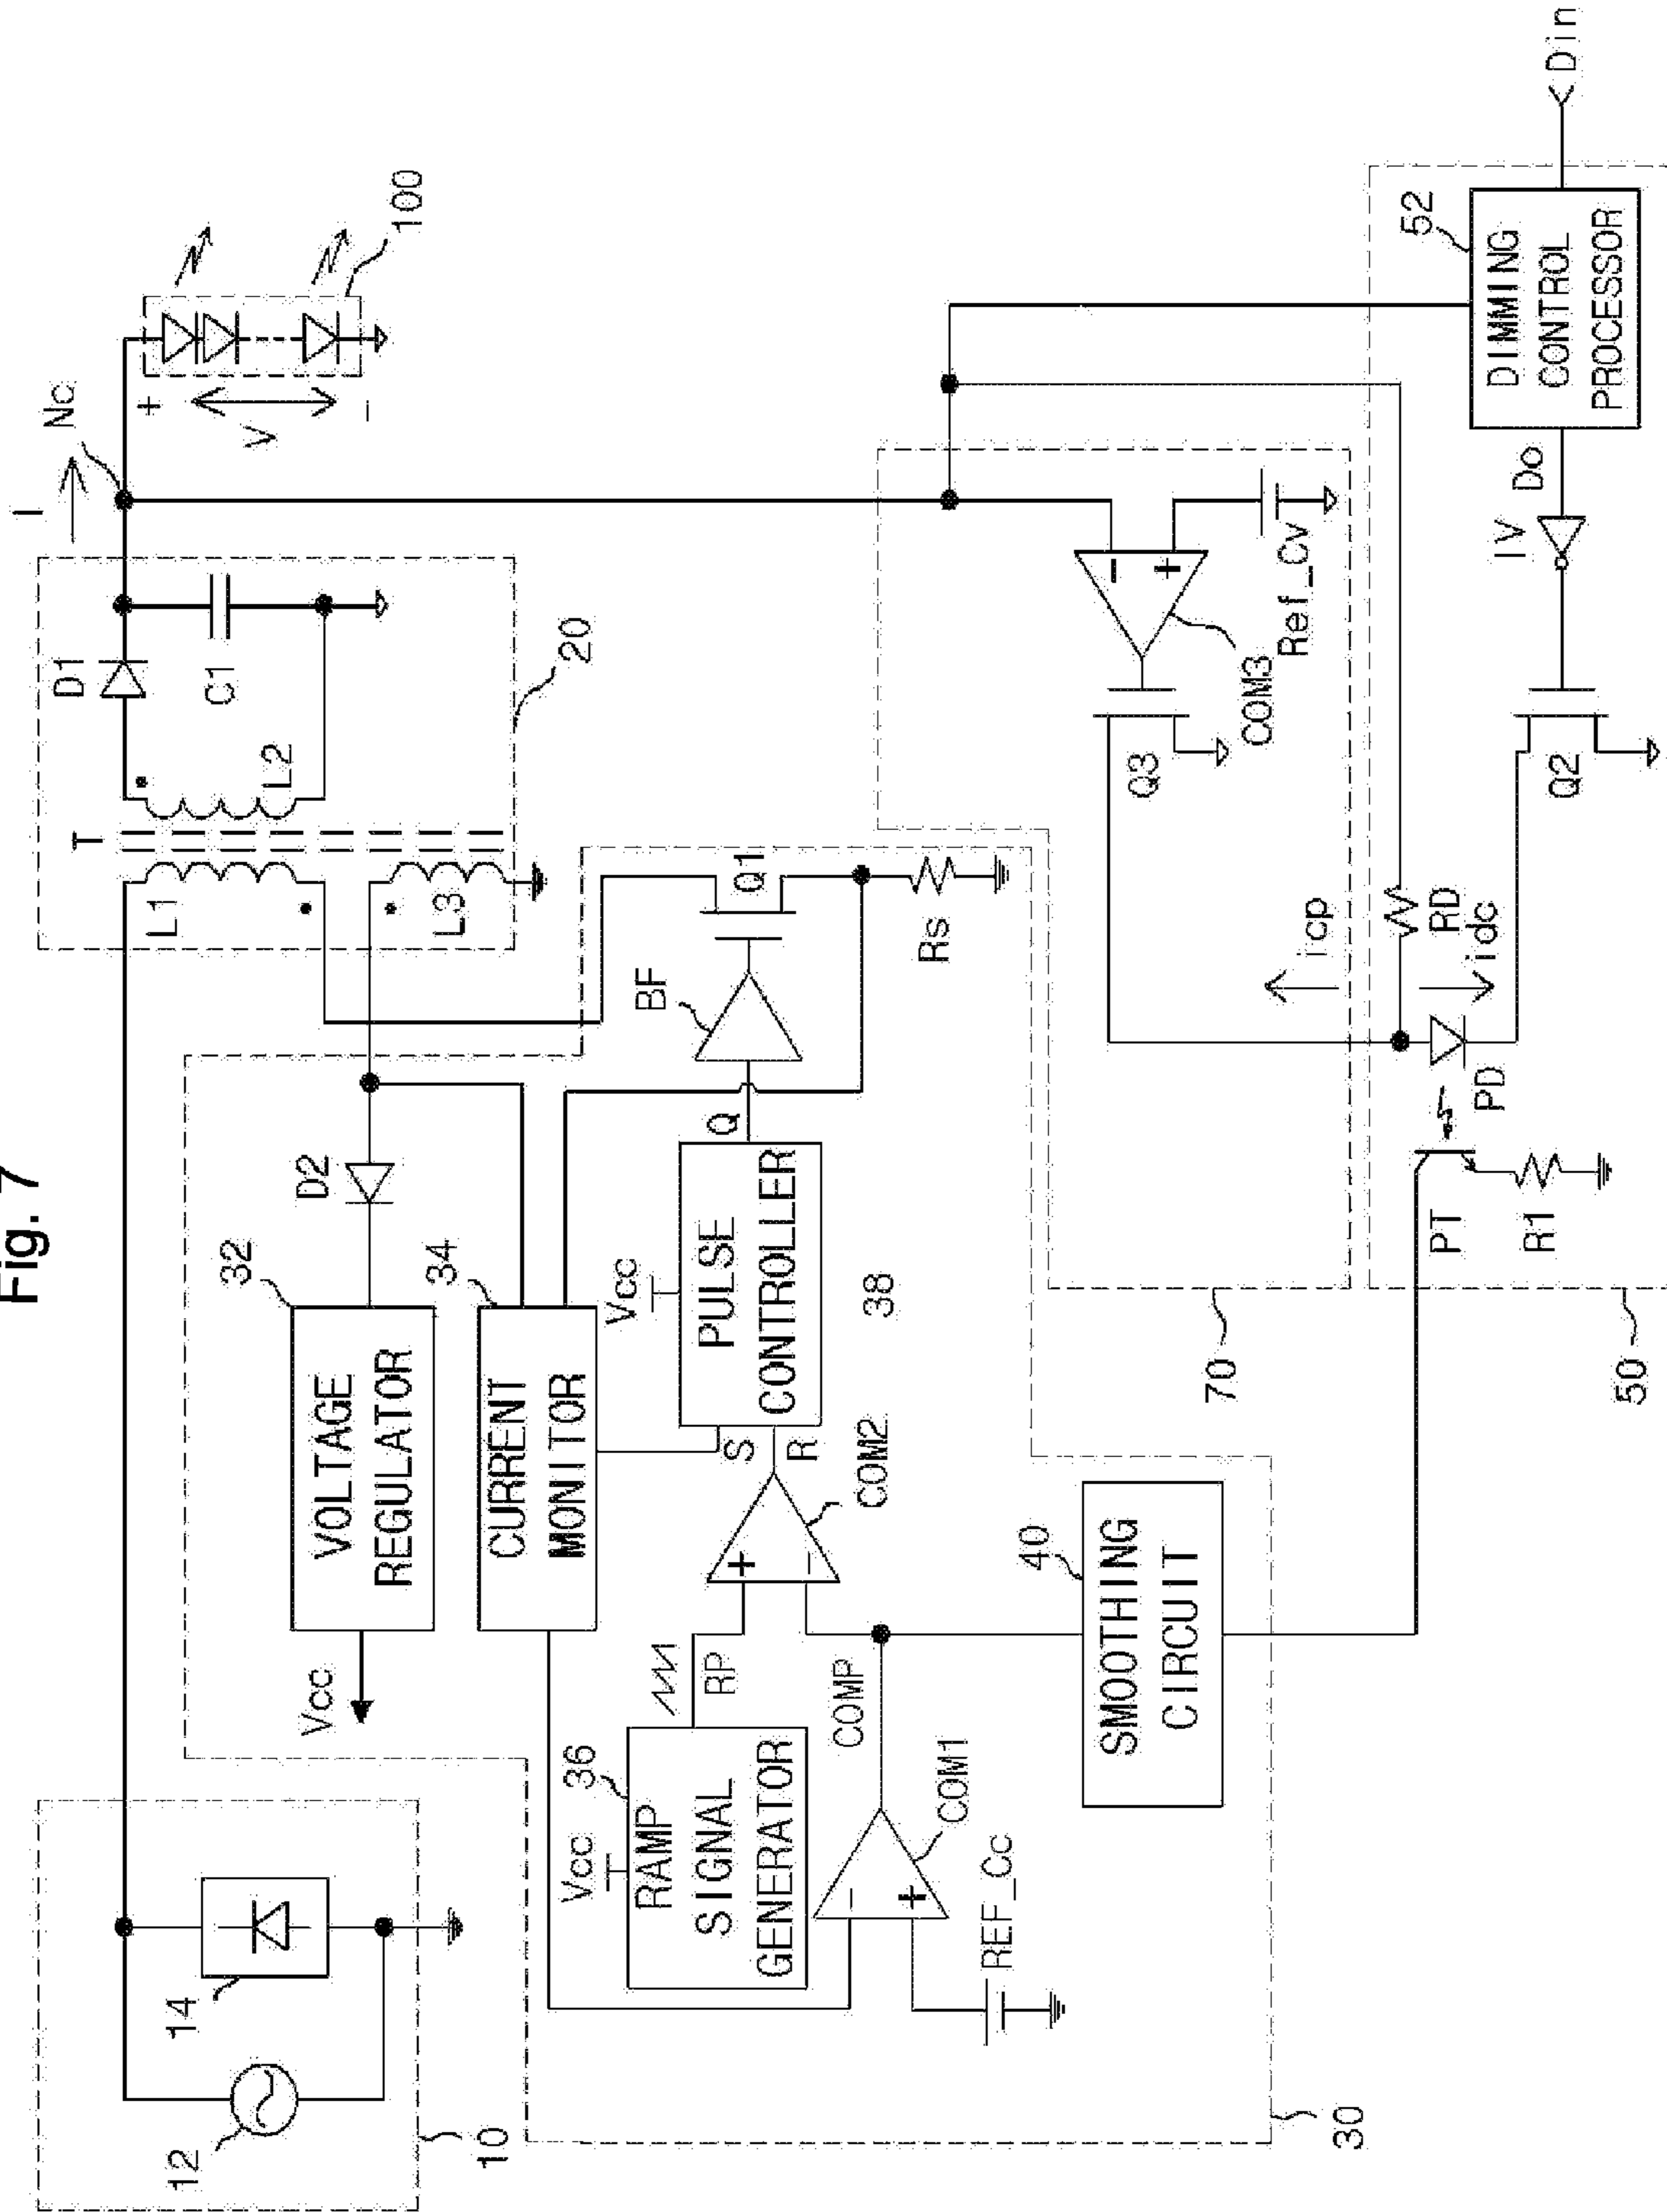 Fig. 7
12
14
10
T
L1
L2
L3
D1
C1
20
I
Nc
+
V
-
100
32
VOLTAGE
REGULATOR
Vcc
D2
34
CURRENT
MONITOR
Vcc
36
RAMP
SIGNAL
GENERATOR
RP
COM1
-
+
REF_Cc
COMP
+
-
COM2
S
R
Vcc
PULSE
CONTROLLER
38
Q
BF
Q1
Rs
40
SMOOTHING
CIRCUIT
30
70
Q3
COM3
-
+
Ref_Cv
icp
idc
RD
PD
PT
R1
50
Q2
IV
Do
52
DIMMING
CONTROL
PROCESSOR
Din